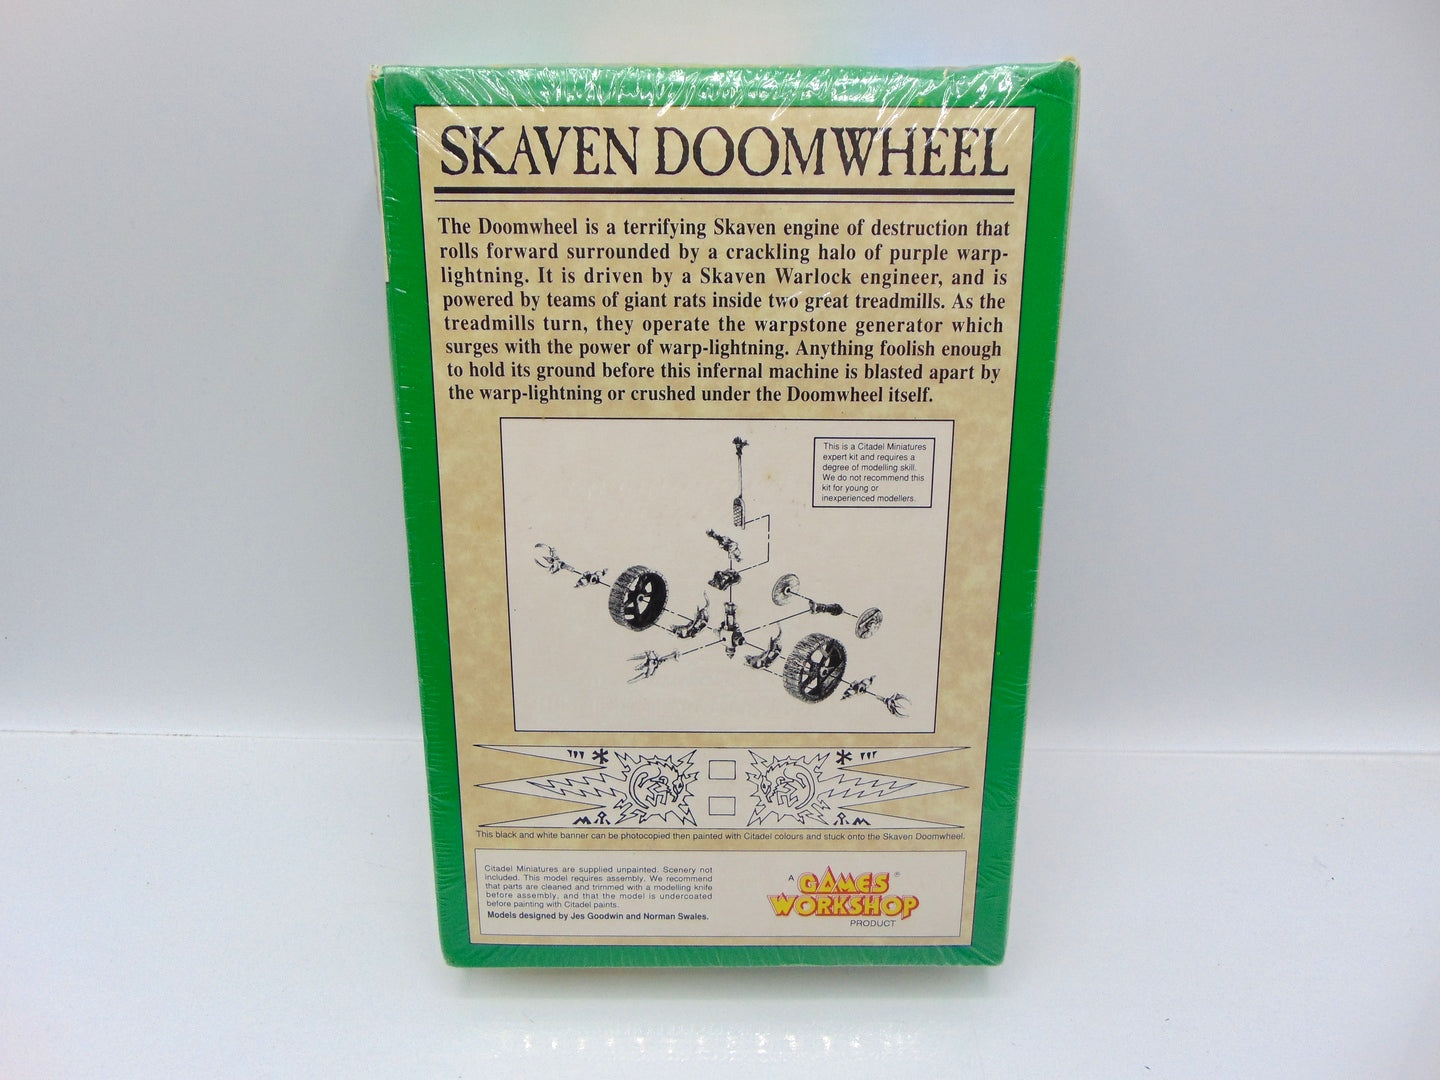 SKAVEN DOOMWHEEL
The Doomwheel is a terrifying Skaven engine of destruction that
rolls forward surrounded by a crackling halo of purple warp-
lightning. It is driven by a Skaven Warlock engineer, and is
powered by teams of giant rats inside two great treadmills. As the
treadmills turn, they operate the warpstone generator which
surges with the power of warp-lightning. Anything foolish enough
to hold its ground before this infernal machine is blasted apart by
the warp-lightning or crushed under the Doomwheel itself.
This is a Citadel Miniatures
expert kit and requires a
degree of modelling skill.
We do not recommend this
kit for young or
inexperienced modellers.
This black and white banner can be photocopied then painted with Citadel colours and stuck onto the Skaven Doomwheel.
Citadel Miniatures are supplied unpainted. Scenery not
included. This model requires assembly. We recommend
that parts are cleaned and trimmed with a modelling knife
before assembly, and that the model is undercoated
before painting with Citadel paints.
Models designed by Jes Goodwin and Norman Swales.
A GAMES ®
WORKSHOP
PRODUCT